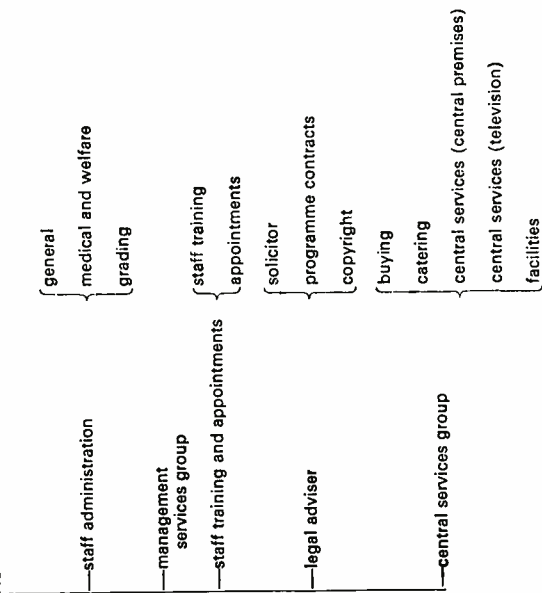 staff administration
general
medical and welfare
grading
management
services group
staff training and appointments
staff training
appointments
legal adviser
solicitor
programme contracts
copyright
central services group
buying
catering
central services (central premises)
central services (television)
facilities